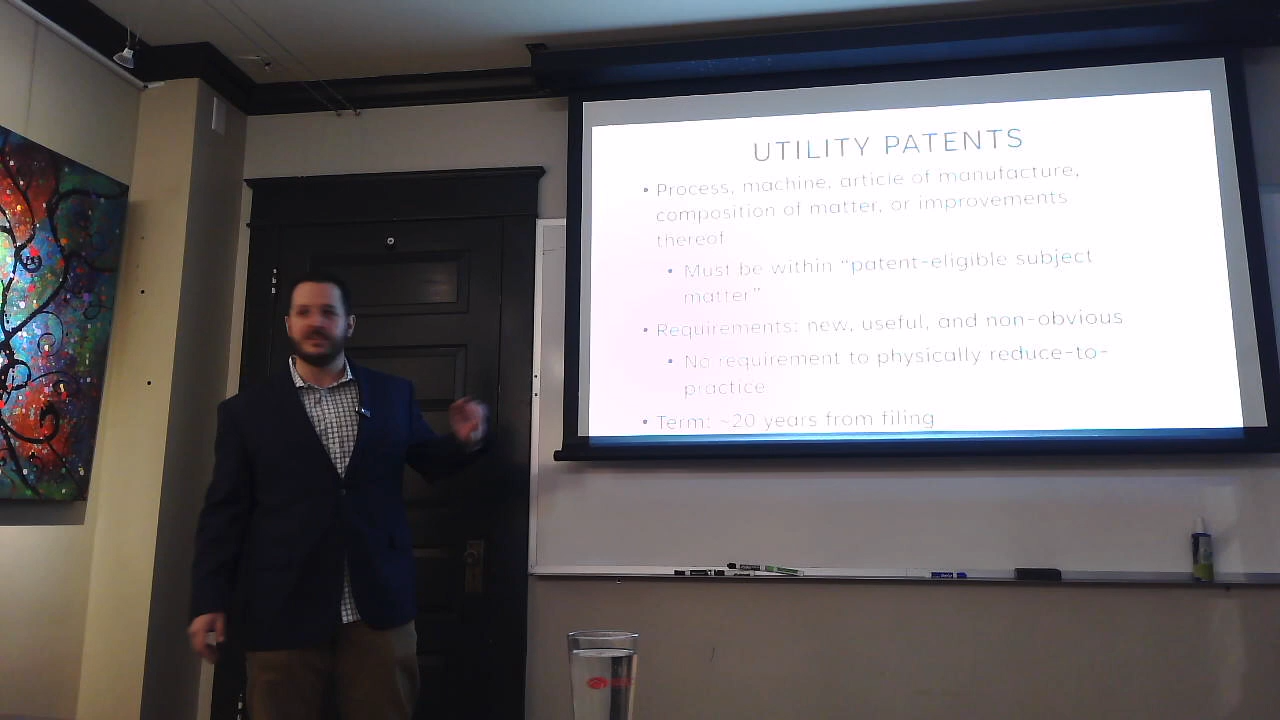 UTILITY PATENTS
• Process, machine, article of manufacture,
composition of matter, or improvements
thereof
• Must be within “patent-eligible subject
matter”
• Requirements: new, useful, and non-obvious
• No requirement to physically reduce-to-
practice
• Term: ~20 years from filing